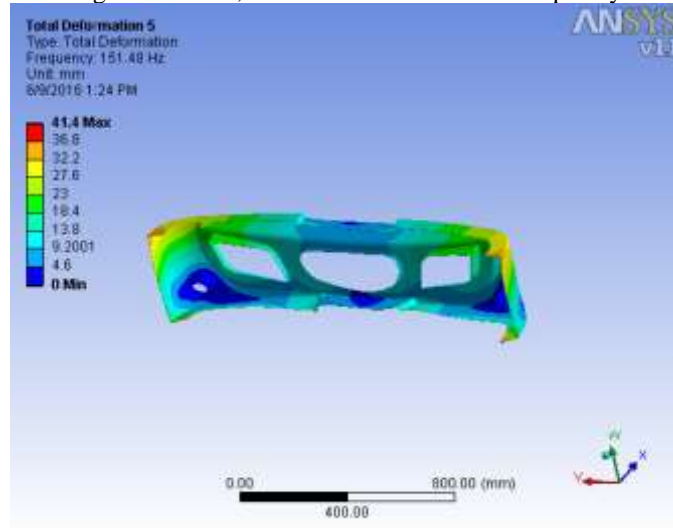 Total Deformation 5
Type: Total Deformation
Frequency: 151.48 Hz
Unit: mm
6/9/2016 1:24 PM
ANSYS
41.4 Max
36.8
32.2
27.6
23
18.4
13.8
9.2001
4.6
0 Min
Y
X
0.00
800.00 (mm)
400.00